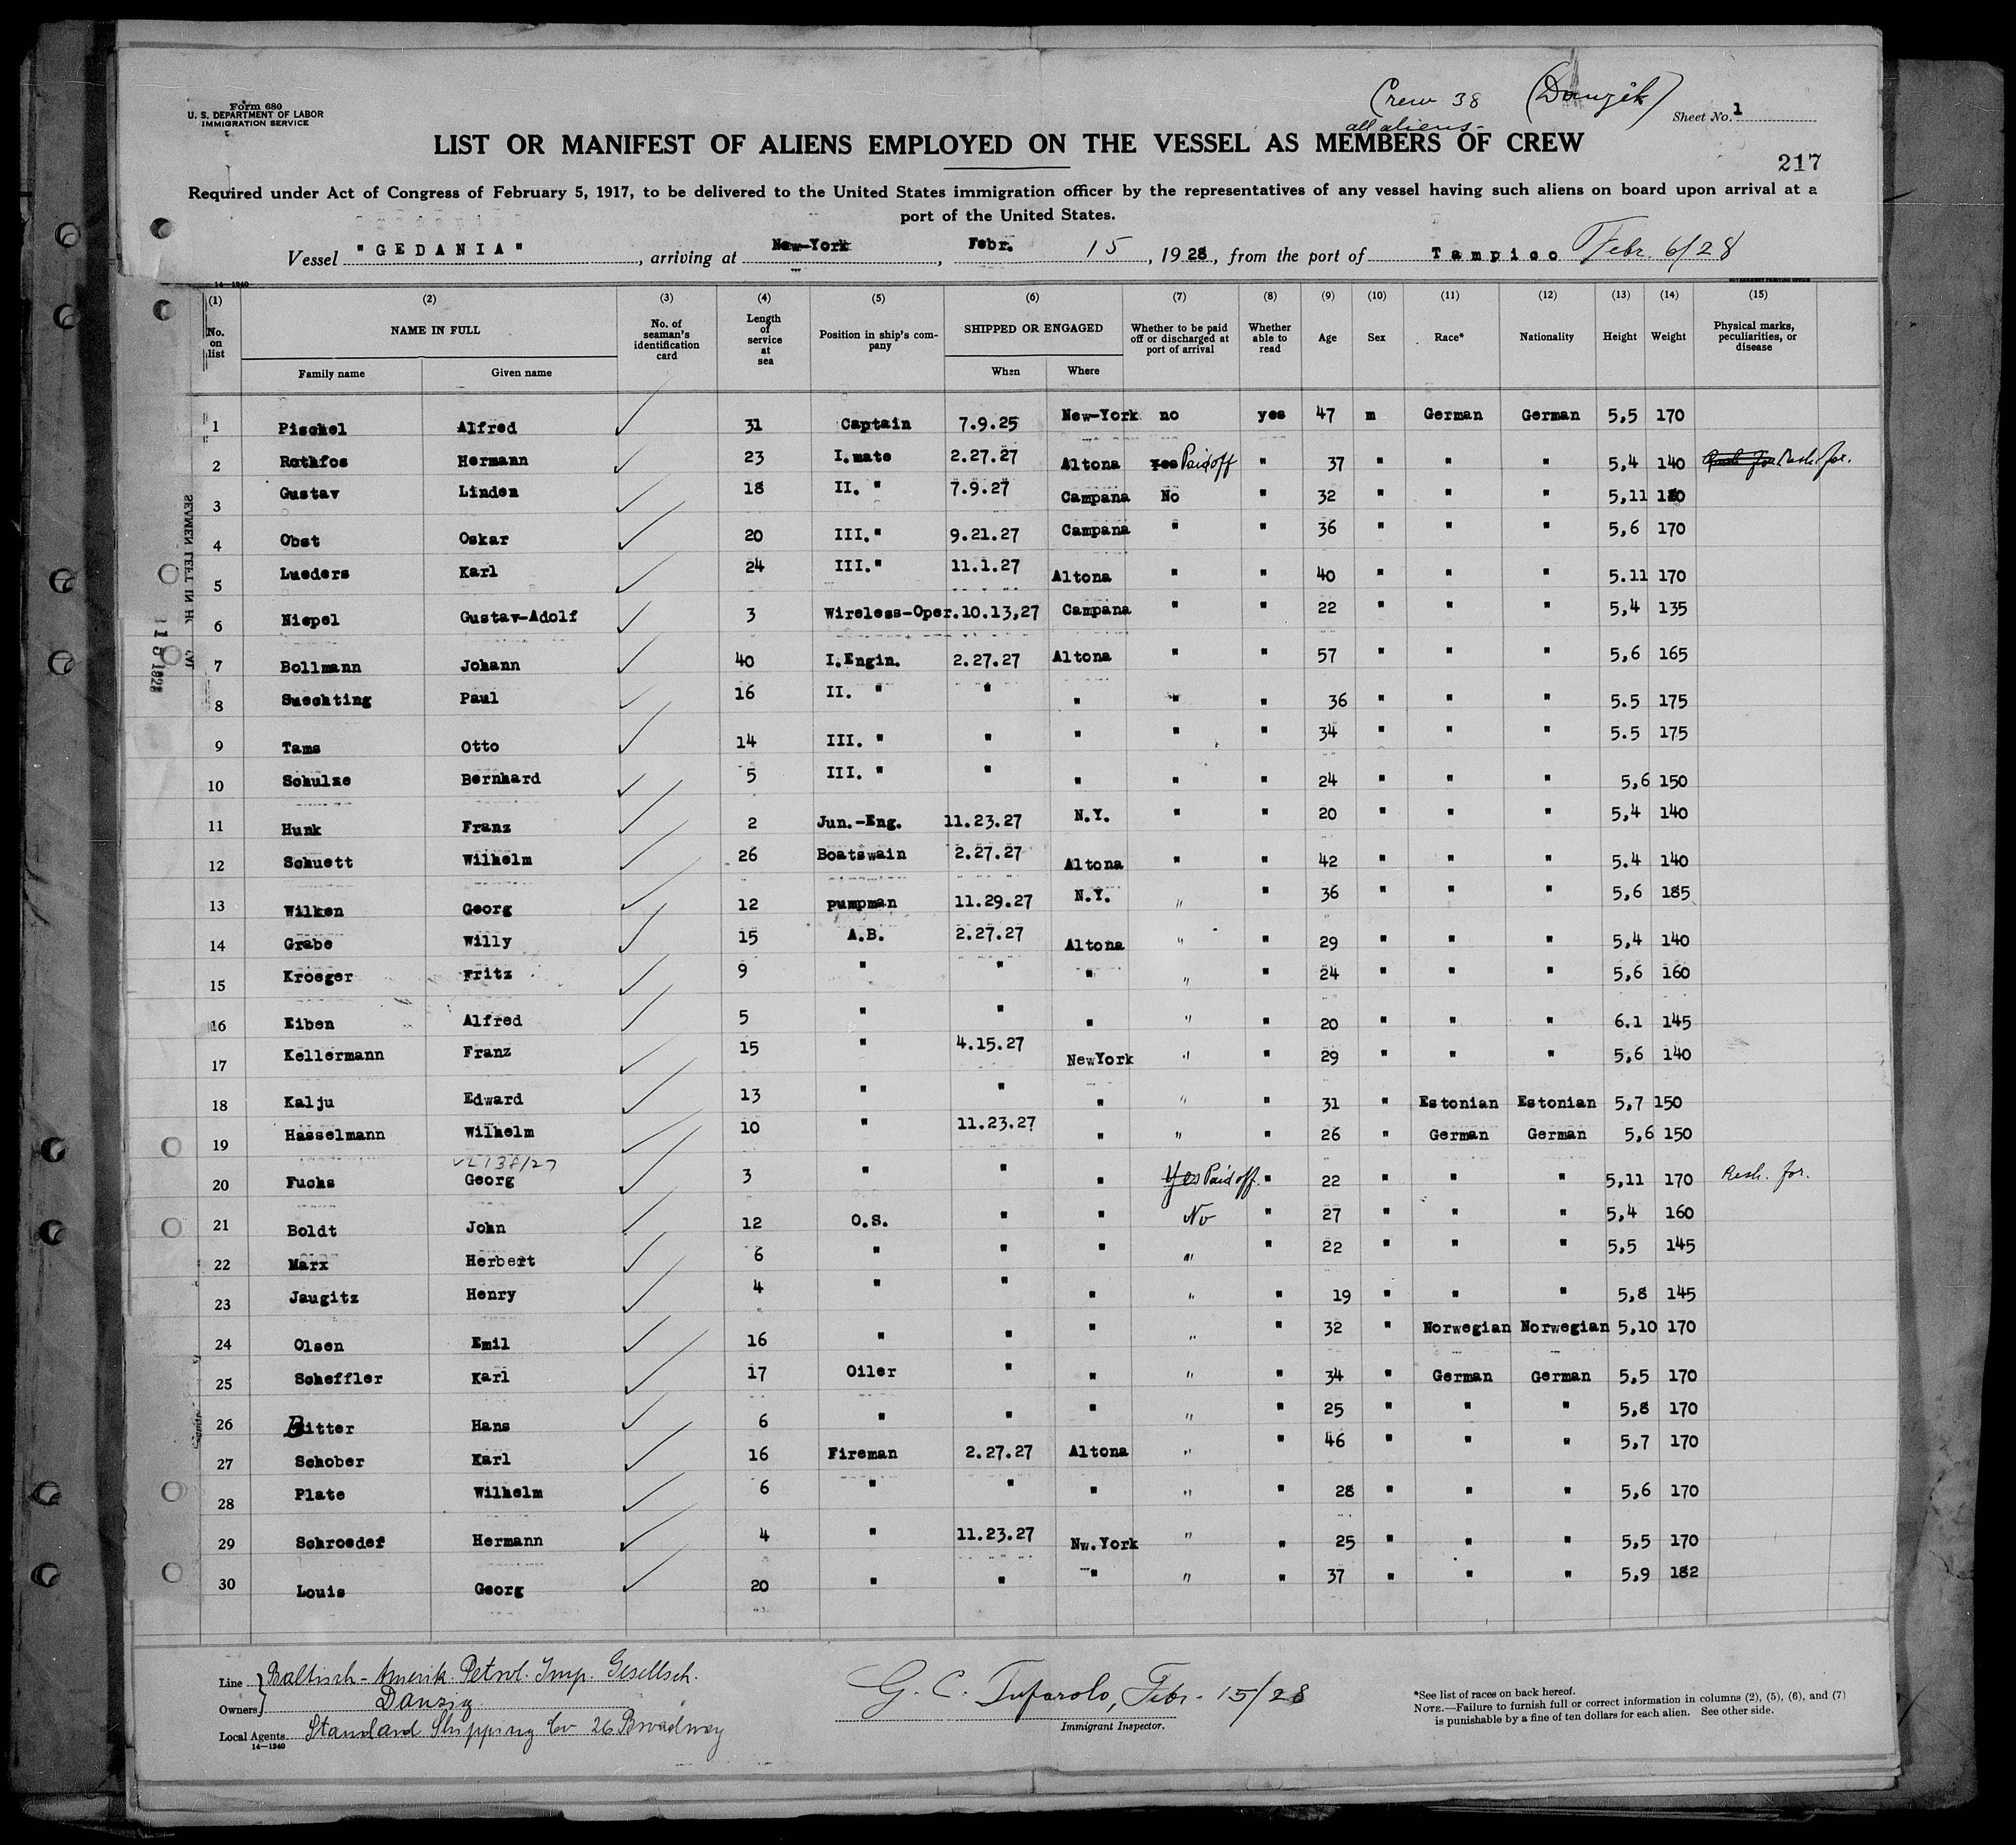 Form 680
U. S. DEPARTMENT OF LABOR
IMMIGRATION SERVICE
Crew 38
all aliens-
(Danzik)
Sheet No. 1
LIST OR MANIFEST OF ALIENS EMPLOYED ON THE VESSEL AS MEMBERS OF CREW
217
Required under Act of Congress of February 5, 1917, to be delivered to the United States immigration officer by the representatives of any vessel having such aliens on board upon arrival at a
port of the United States.
Vessel "GEDANIA", arriving at New-York, Febr. 15, 1928, from the port of Tampico Febr. 6/28
14-1240
GOVERNMENT PRINTING OFFICE
(1) (2) (3) (4) (5) (6) (7) (8) (9) (10) (11) (12) (13) (14) (15)
No. on list NAME IN FULL Family name Given name No. of seaman's identification card Length of service at sea Position in ship's company SHIPPED OR ENGAGED When Where Whether to be paid off or discharged at port of arrival Whether able to read Age Sex Race* Nationality Height Weight Physical marks, peculiarities, or disease
1 Pischel Alfred 31 Captain 7.9.25 New-York no yes 47 m German German 5,5 170
2 Rothfos Hermann 23 I.mate 2.27.27 Altona yes Paid off " 37 " " " 5,4 140 Resh. for.
3 Gustav Linden 18 II. " 7.9.27 Campana No " 32 " " " 5,11 180
4 Obst Oskar 20 III." 9.21.27 Campana " " 36 " " " 5,6 170
5 Lueders Karl 24 III." 11.1.27 Altona " " 40 " " " 5.11 170
6 Niepel Gustav-Adolf 3 Wireless-Oper. 10.13,27 Campana " " 22 " " " 5,4 135
7 Bollmann Johann 40 I.Engin. 2.27.27 Altona " " 57 " " " 5,6 165
8 Suechting Paul 16 II. " " " " " 36 " " " 5.5 175
9 Tams Otto 14 III. " " " " " 34 " " " 5.5 175
10 Schulze Bernhard 5 III. " " " " " 24 " " " 5,6 150
11 Hunk Franz 2 Jun.-Eng. 11.23.27 N.Y. " " 20 " " " 5,4 140
12 Schuett Wilhelm 26 Boatswain 2.27.27 Altona " " 42 " " " 5.4 140
13 Wilken Georg 12 pumpman 11.29.27 N.Y. " " 36 " " " 5,6 185
14 Grabe Willy 15 A.B. 2.27.27 Altona " " 29 " " " 5,4 140
15 Kroeger Fritz 9 " " " " " 24 " " " 5,6 160
16 Eiben Alfred 5 " " " " " 20 " " " 6.1 145
17 Kellermann Franz 15 " 4.15.27 NewYork " " 29 " " " 5,6 140
18 Kalju Edward 13 " " " " " 31 " Estonian Estonian 5,7 150
19 Hasselmann Wilhelm 10 " 11.23.27 " " " 26 " German German 5,6 150
20 Fuchs Georg 3 " " " Yes Paid off. " 22 " " " 5,11 170 Resh. for.
21 Boldt John 12 O.S. " " No " 27 " " " 5,4 160
22 Marx Herbert 6 " " " " " 22 " " " 5,5 145
23 Jaugitz Henry 4 " " " " " 19 " " " 5,8 145
24 Olsen Emil 16 " " " " " 32 " Norwegian Norwegian 5,10 170
25 Scheffler Karl 17 Oiler " " " " 34 " German German 5,5 170
26 Bitter Hans 6 " " " " " 25 " " " 5,8 170
27 Schober Karl 16 Fireman 2.27.27 Altona " " 46 " " " 5,7 170
28 Plate Wilhelm 6 " " " " " 28 " " " 5,6 170
29 Schroedef Hermann 4 " 11.23.27 Nw.York " " 25 " " " 5,5 170
30 Louis Georg 20 " " " " " 37 " " " 5,9 182
Line } Baltisch-Amerik. Petrol. Imp. Gesellsch.
Owners } Danzig
Local Agents Standard Shipping Co 26 Broadway
14-1240
G. C. Tufarolo, Febr. 15/28
Immigrant Inspector.
*See list of races on back hereof.
NOTE.—Failure to furnish full or correct information in columns (2), (5), (6), and (7)
is punishable by a fine of ten dollars for each alien. See other side.